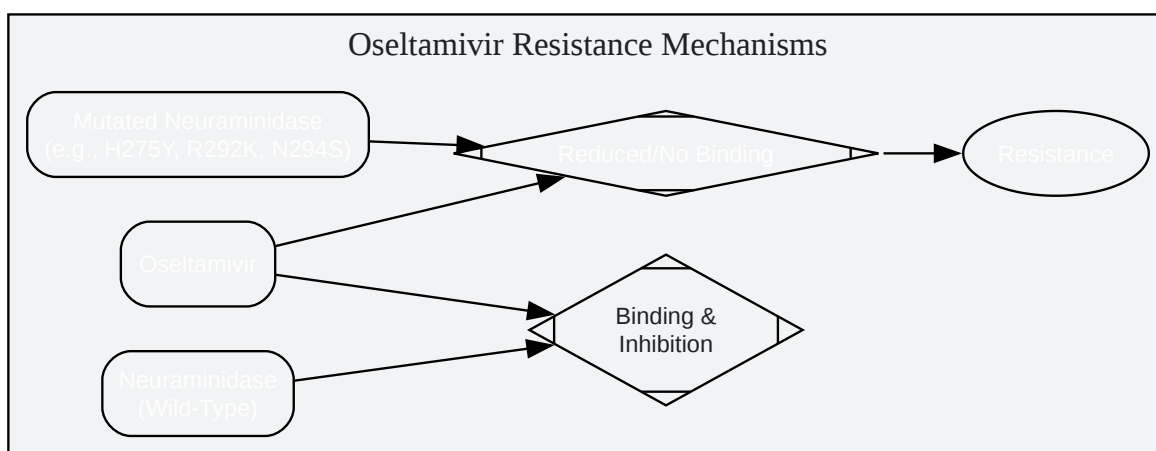 Oseltamivir Resistance Mechanisms
Mutated Neuraminidase
(e.g., H275Y, R292K, N294S)
Reduced/No Binding
Resistance
Oseltamivir
Binding &
Inhibition
Neuraminidase
(Wild-Type)